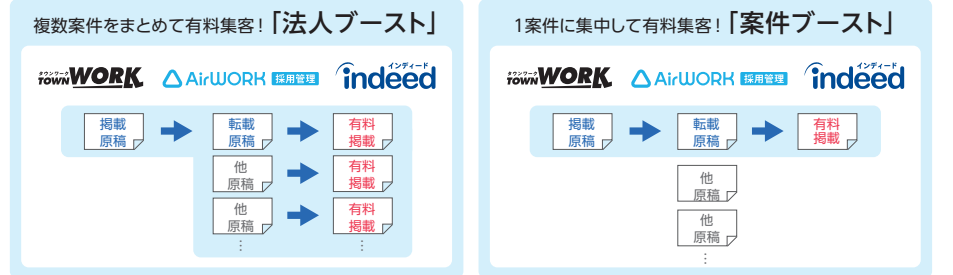 複数案件をまとめて有料集客!「法人ブースト」
タウンワーク
TOWN WORK
AirWORK 採用管理
インディード
indeed
掲載
原稿
転載
原稿
有料
掲載
他
原稿
有料
掲載
他
原稿
有料
掲載
⋮
⋮
1案件に集中して有料集客!「案件ブースト」
タウンワーク
TOWN WORK
AirWORK 採用管理
インディード
indeed
掲載
原稿
転載
原稿
有料
掲載
他
原稿
他
原稿
⋮